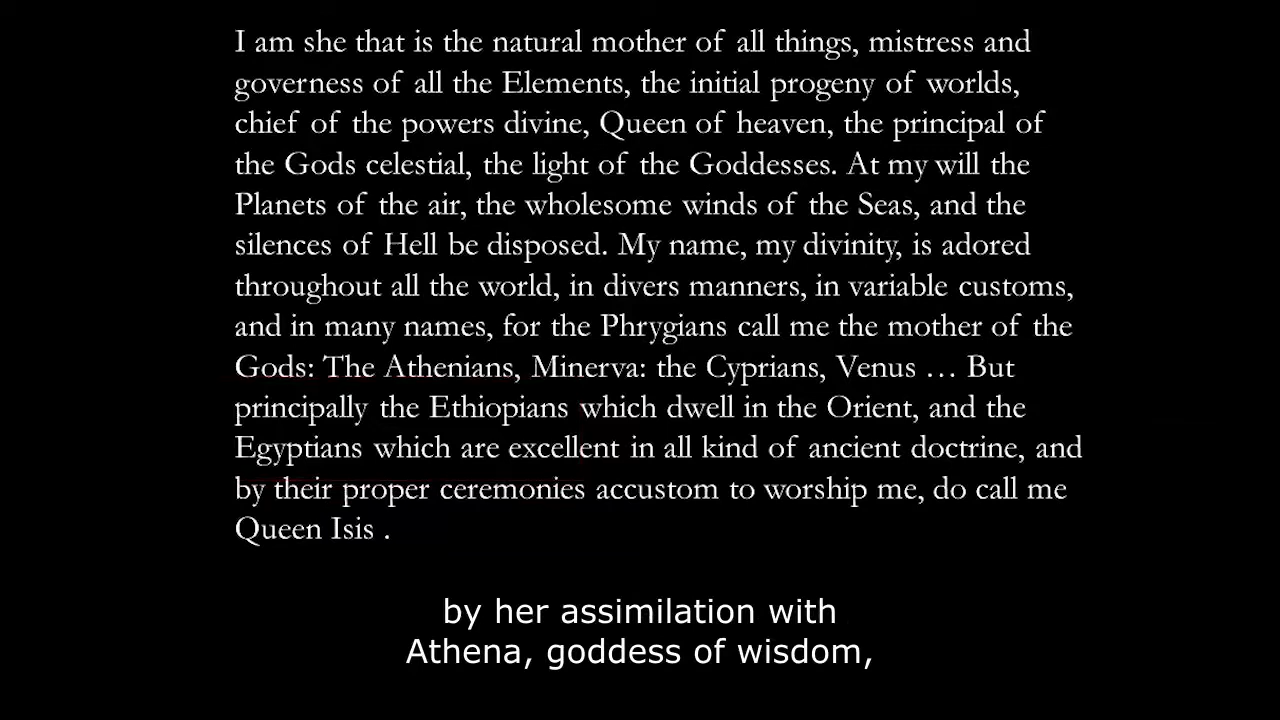 I am she that is the natural mother of all things, mistress and
governess of all the Elements, the initial progeny of worlds,
chief of the powers divine, Queen of heaven, the principal of
the Gods celestial, the light of the Goddesses. At my will the
Planets of the air, the wholesome winds of the Seas, and the
silences of Hell be disposed. My name, my divinity, is adored
throughout all the world, in divers manners, in variable customs,
and in many names, for the Phrygians call me the mother of the
Gods: The Athenians, Minerva: the Cyprians, Venus … But
principally the Ethiopians which dwell in the Orient, and the
Egyptians which are excellent in all kind of ancient doctrine, and
by their proper ceremonies accustom to worship me, do call me
Queen Isis .
by her assimilation with
Athena, goddess of wisdom,